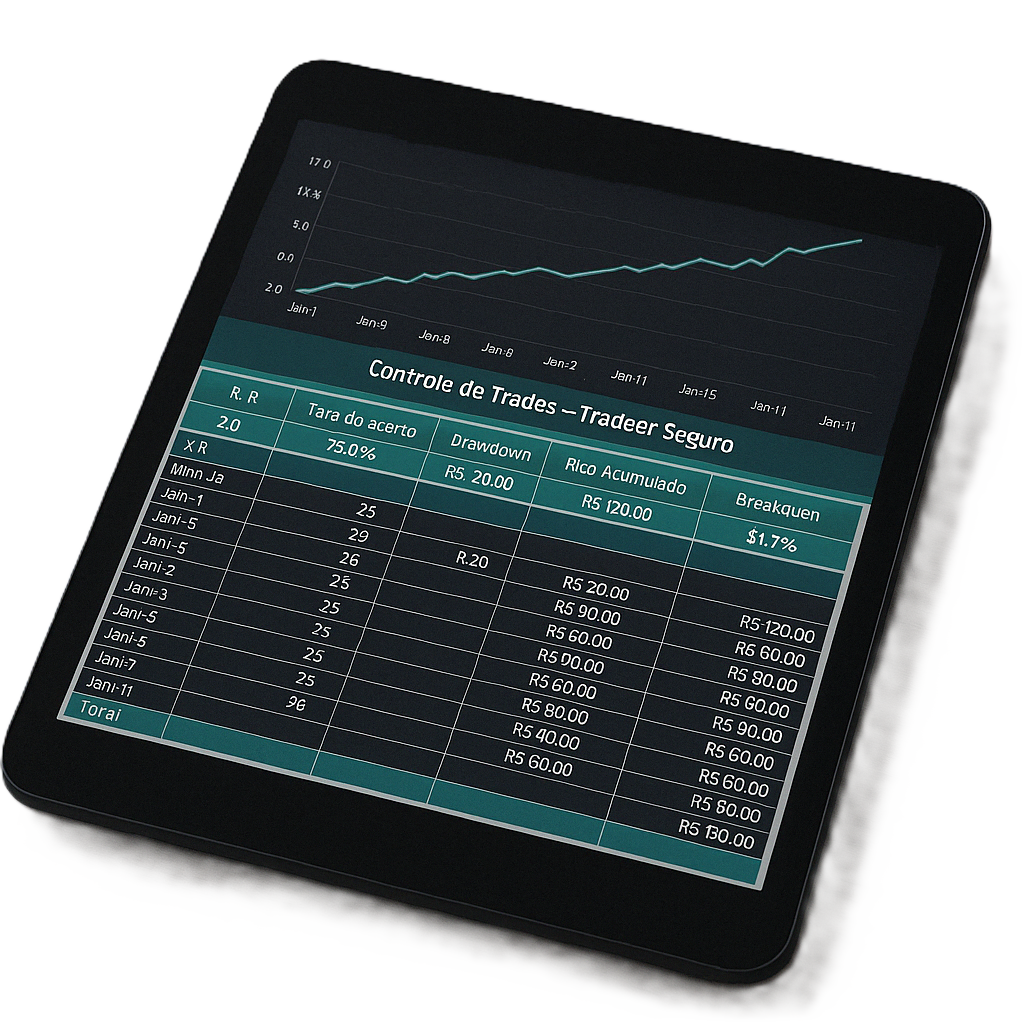 17 0
1X.%
5.0
0.0
2.0
Jain-1 Jan-9 Jan-8 Jan-8 Jan-2 Jan-11 Jan-15 Jan-11 Jan-11
Controle de Trades – Tradeer Seguro
R. R Tara do acerto Drawdown Rico Acumulado Breakquen
2.0 75.0% R5. 20.00 R5 120.00 $1.7%
X R
Minn Ja 25
Jain-1 29 R.20 R5 20.00 R5-120.00
Jani-5 26 R5 90.00 R5 60.00
Jani-5 25 R5 60.00 R5 80.00
Jani-2 25 R5 90.00 R5 60.00
Jani-3 25 R5 60.00 R5 90.00
Jani-5 25 R5 80.00 R5 60.00
Jani-5 25 R5 40.00 R5 60.00
Jani-7 26 R5 60.00 R5 80.00
Jani-11 R5 130.00
Torai